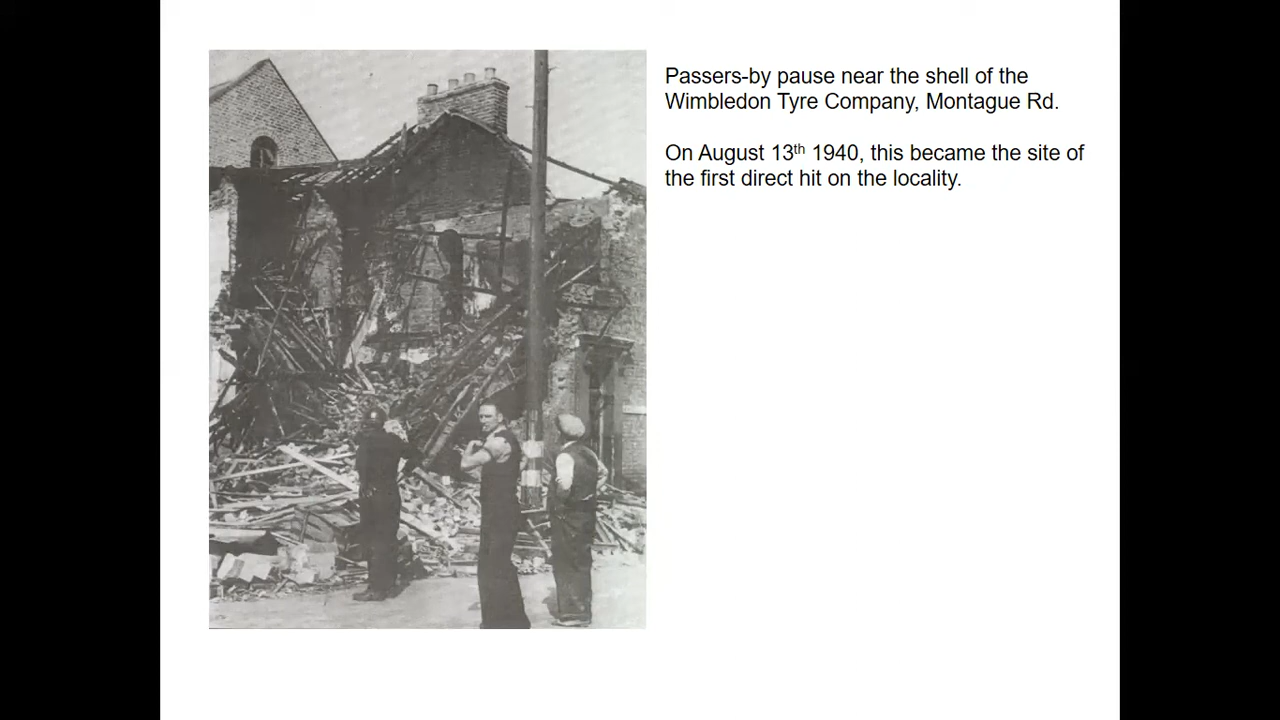 Passers-by pause near the shell of the
Wimbledon Tyre Company, Montague Rd.
On August 13th 1940, this became the site of
the first direct hit on the locality.